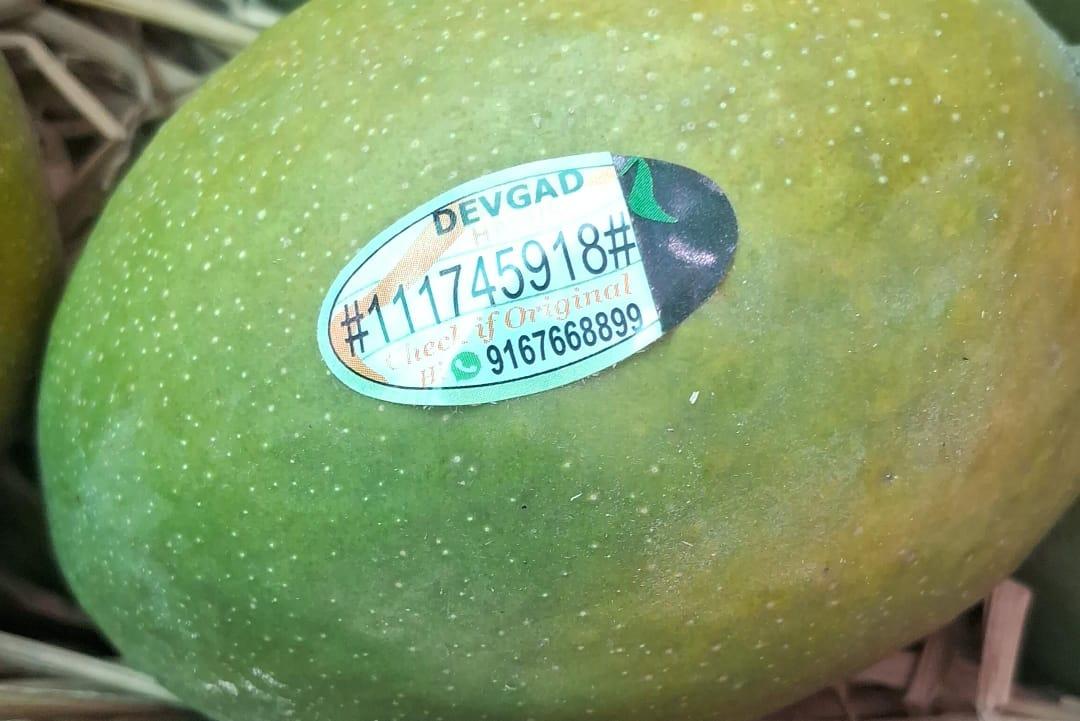 DEVGAD
#111745918#
Check if Original
9167668899